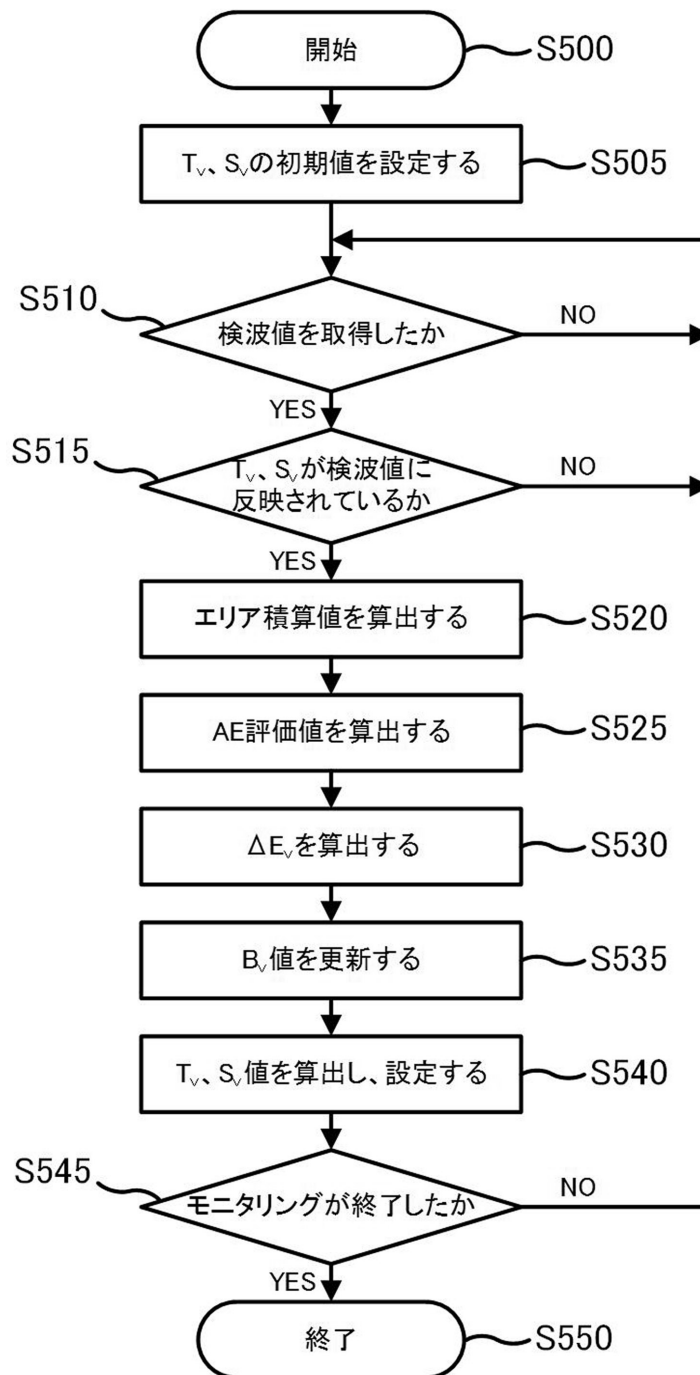 開始
S500
Tv、Svの初期値を設定する
S505
S510
検波値を取得したか
NO
YES
S515
Tv、Svが検波値に
反映されているか
NO
YES
エリア積算値を算出する
S520
AE評価値を算出する
S525
ΔEvを算出する
S530
Bv値を更新する
S535
Tv、Sv値を算出し、設定する
S540
S545
モニタリングが終了したか
NO
YES
終了
S550